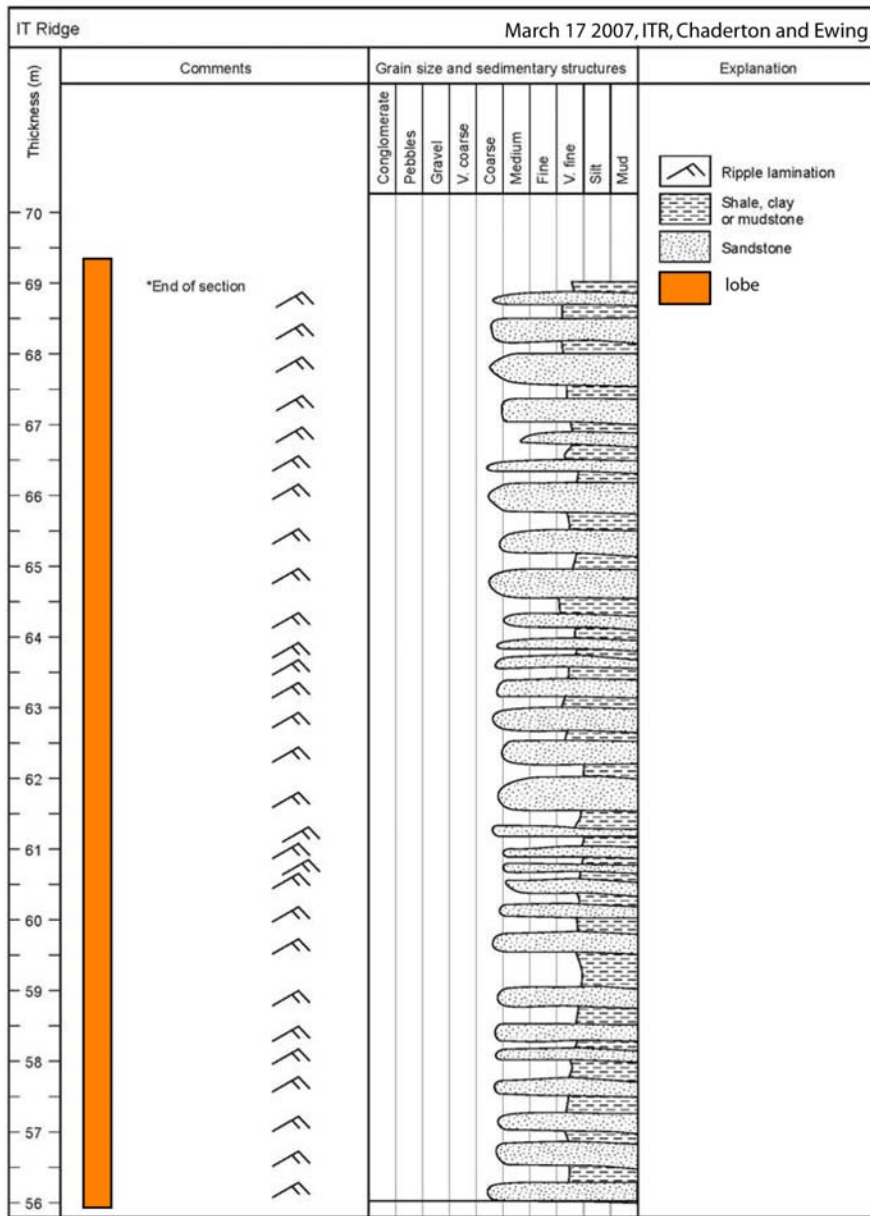 IT Ridge
March 17 2007, ITR, Chaderton and Ewing
Thickness (m)
Comments
Grain size and sedimentary structures
Explanation
Conglomerate
Pebbles
Gravel
V. coarse
Coarse
Medium
Fine
V. fine
Silt
Mud
Ripple lamination
Shale, clay
or mudstone
Sandstone
lobe
*End of section
70
69
68
67
66
65
64
63
62
61
60
59
58
57
56